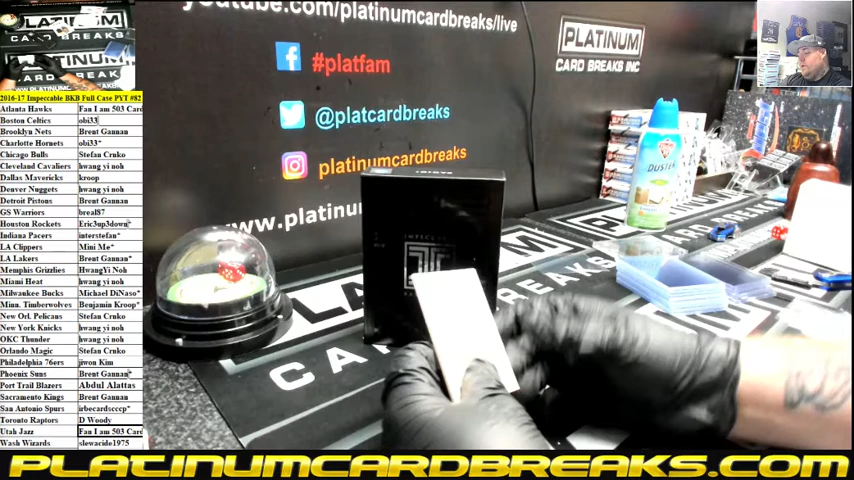 youtube.com/platinumcardbreaks/live
#platfam
@platcardbreaks
platinumcardbreaks
PLATINUM
CARD BREAKS INC
DUSTER
2016-17 Impeccable BKB Full Case PYT #82
Atlanta Hawks Fan I am 503 Card
Boston Celtics obi33
Brooklyn Nets Brent Gannan
Charlotte Hornets obi33*
Chicago Bulls Stefan Crnko
Cleveland Cavaliers hwang yi noh
Dallas Mavericks kroop
Denver Nuggets hwang yi noh
Detroit Pistons Brent Gannan
GS Warriors breal87
Houston Rockets Eric3up3down*
Indiana Pacers interstefan*
LA Clippers Mini Me*
LA Lakers Brent Gannan*
Memphis Grizzlies HwangYi Noh
Miami Heat Hwang Yi Noh
Milwaukee Bucks Michael DiNaso*
Minn. Timberwolves Benjamin Kroop*
New Orl. Pelicans Stefan Crnko
New York Knicks hwang yi noh
OKC Thunder hwang yi noh
Orlando Magic Stefan Crnko
Philadelphia 76ers jiwon Kim
Phoenix Suns Brent Gannan*
Port Trail Blazers Abdul Alattas
Sacramento Kings Brent Gannan
San Antonio Spurs irbecardscccp*
Toronto Raptors D Woody
Utah Jazz Fan I am 503 Card
Wash Wizards slewacide1975
PLATINUMCARDBREAKS.COM